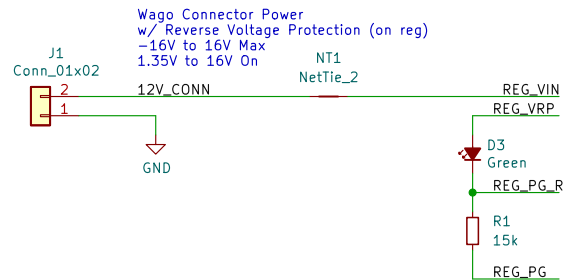 Wago Connector Power
w/ Reverse Voltage Protection (on reg)
-16V to 16V Max
1.35V to 16V On
J1
Conn_01x02
NT1
NetTie_2
2
12V_CONN
REG_VIN
1
REG_VRP
GND
D3
Green
REG_PG_R
R1
15k
REG_PG